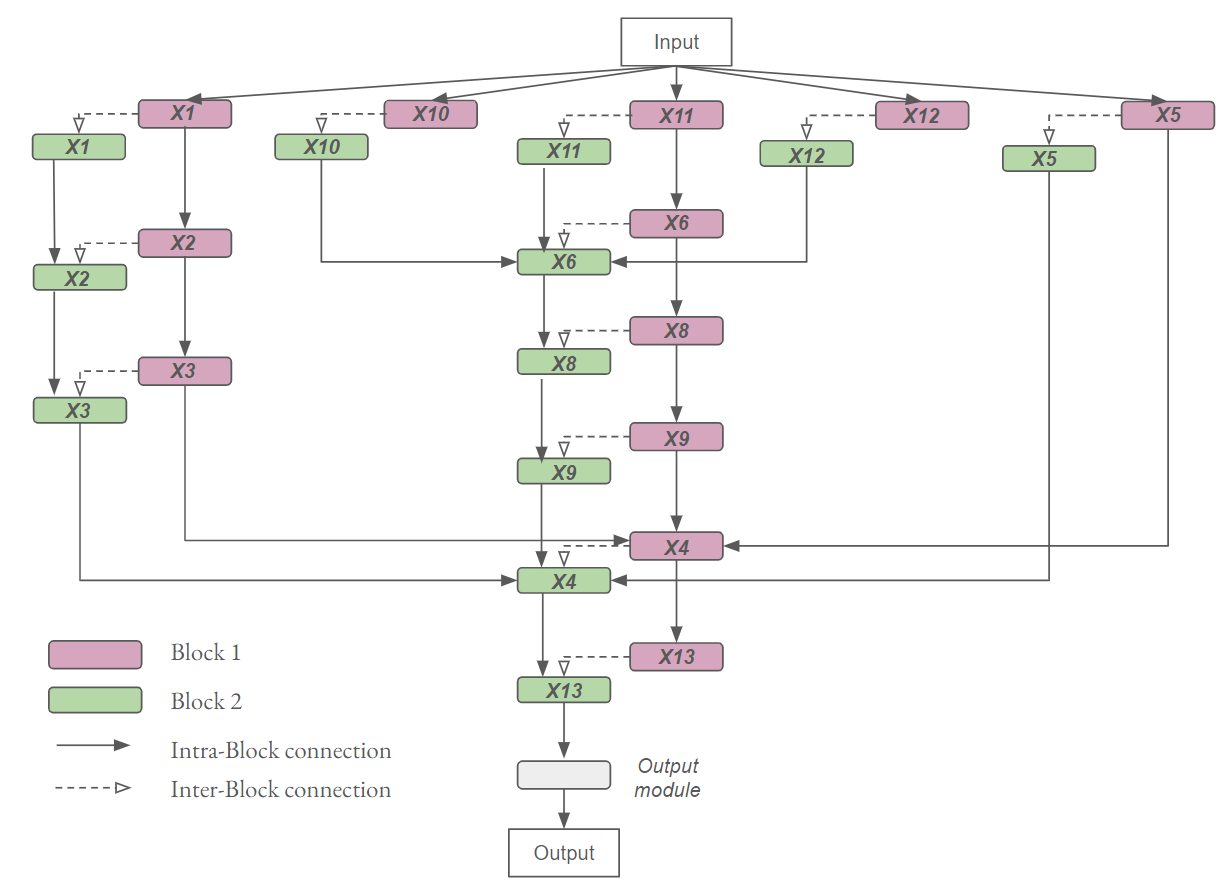 Input
X1
X10
X11
X12
X5
X1
X10
X11
X12
X5
X6
X2
X6
X2
X8
X8
X3
X3
X9
X9
X4
X4
Block 1
X13
X13
Block 2
Intra-Block connection
Inter-Block connection
Output
module
Output